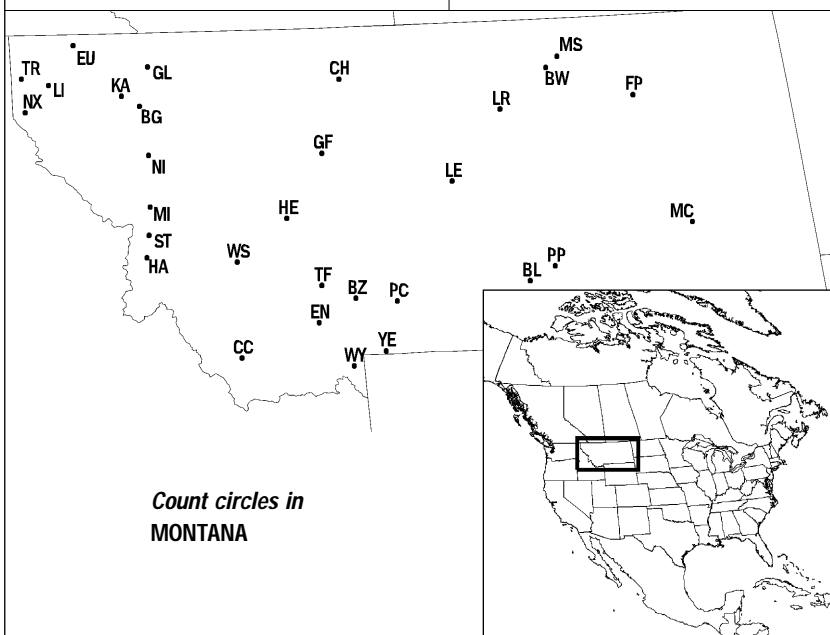 MS
EU
TR
GL
CH
BW
LI
KA
FP
NX
LR
BG
GF
NI
LE
HE
MI
MC
ST
WS
PP
HA
BL
TF
BZ
PC
EN
CC
WY
YE
Count circles in
MONTANA